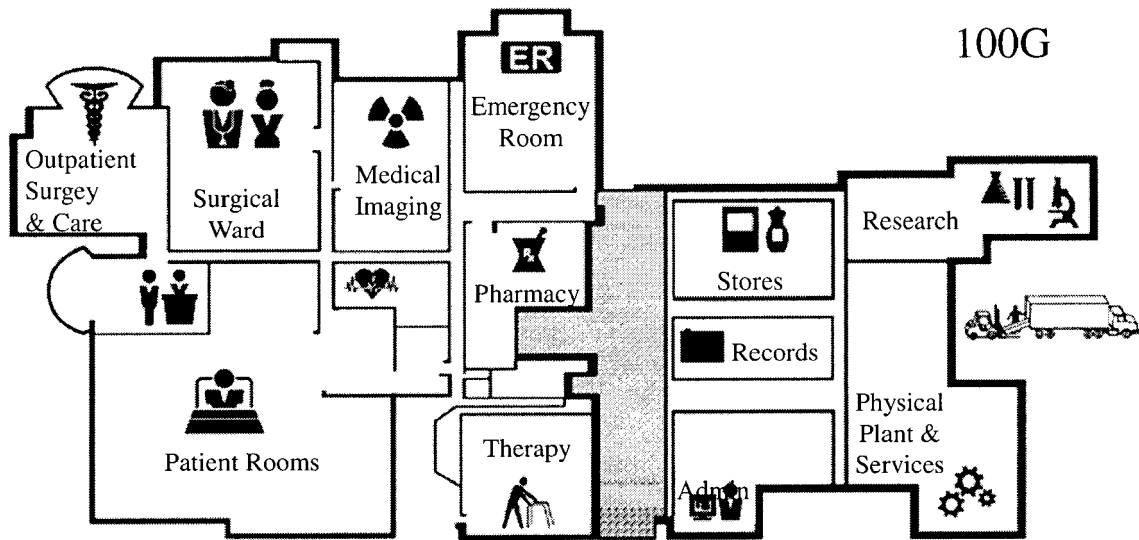 100G
ER
Emergency
Room
Outpatient
Surgey
& Care
Surgical
Ward
Medical
Imaging
Research
Rx
Pharmacy
Stores
Records
Physical
Plant &
Services
Patient Rooms
Therapy
Admin